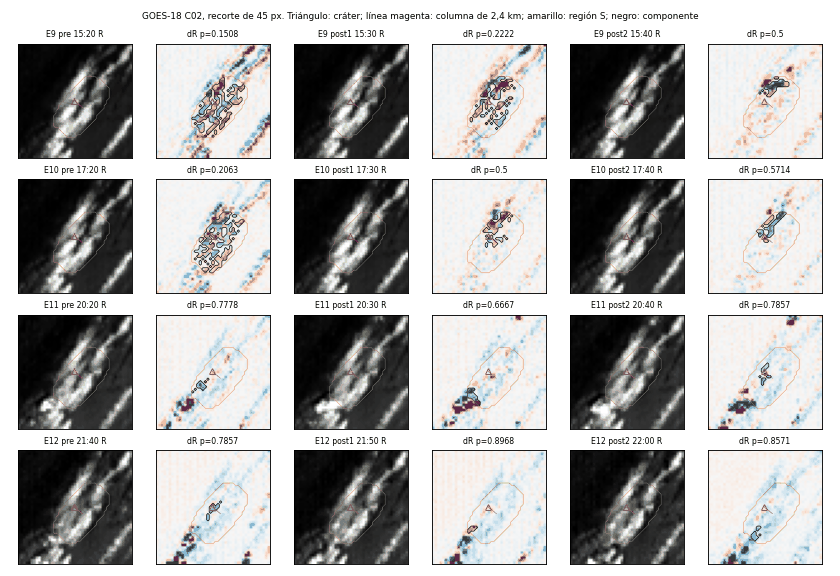 GOES-18 C02, recorte de 45 px. Triángulo: cráter; línea magenta: columna de 2,4 km; amarillo: región S; negro: componente
E9 pre 15:20 R dR p=0.1508 E9 post1 15:30 R dR p=0.2222 E9 post2 15:40 R dR p=0.5
E10 pre 17:20 R dR p=0.2063 E10 post1 17:30 R dR p=0.5 E10 post2 17:40 R dR p=0.5714
E11 pre 20:20 R dR p=0.7778 E11 post1 20:30 R dR p=0.6667 E11 post2 20:40 R dR p=0.7857
E12 pre 21:40 R dR p=0.7857 E12 post1 21:50 R dR p=0.8968 E12 post2 22:00 R dR p=0.8571